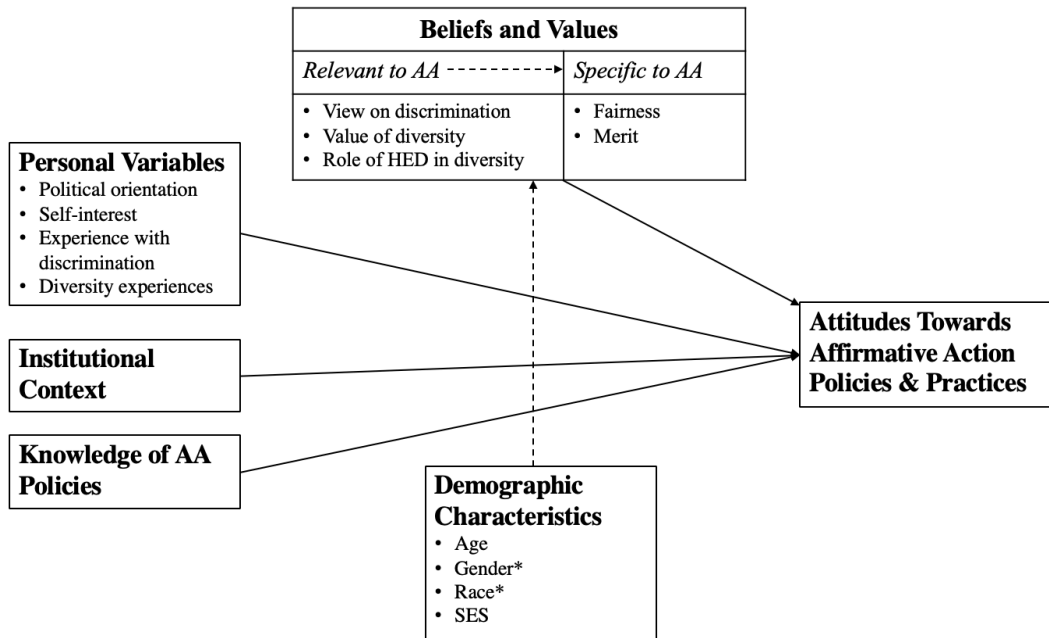 Beliefs and Values
Relevant to AA
Specific to AA
• View on discrimination
• Value of diversity
• Role of HED in diversity
• Fairness
• Merit
Personal Variables
• Political orientation
• Self-interest
• Experience with
discrimination
• Diversity experiences
Institutional
Context
Knowledge of AA
Policies
Attitudes Towards
Affirmative Action
Policies & Practices
Demographic
Characteristics
• Age
• Gender*
• Race*
• SES